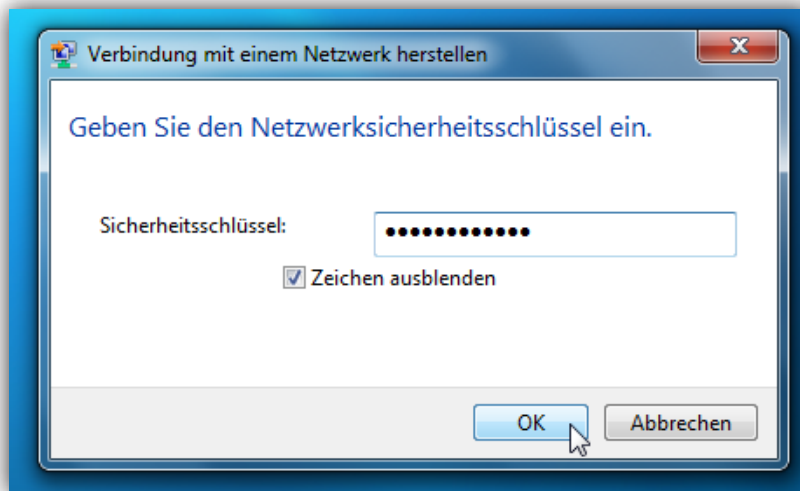 Verbindung mit einem Netzwerk herstellen
Geben Sie den Netzwerksicherheitsschlüssel ein.
Sicherheitsschlüssel: ●●●●●●●●●●●●
Zeichen ausblenden
OK Abbrechen